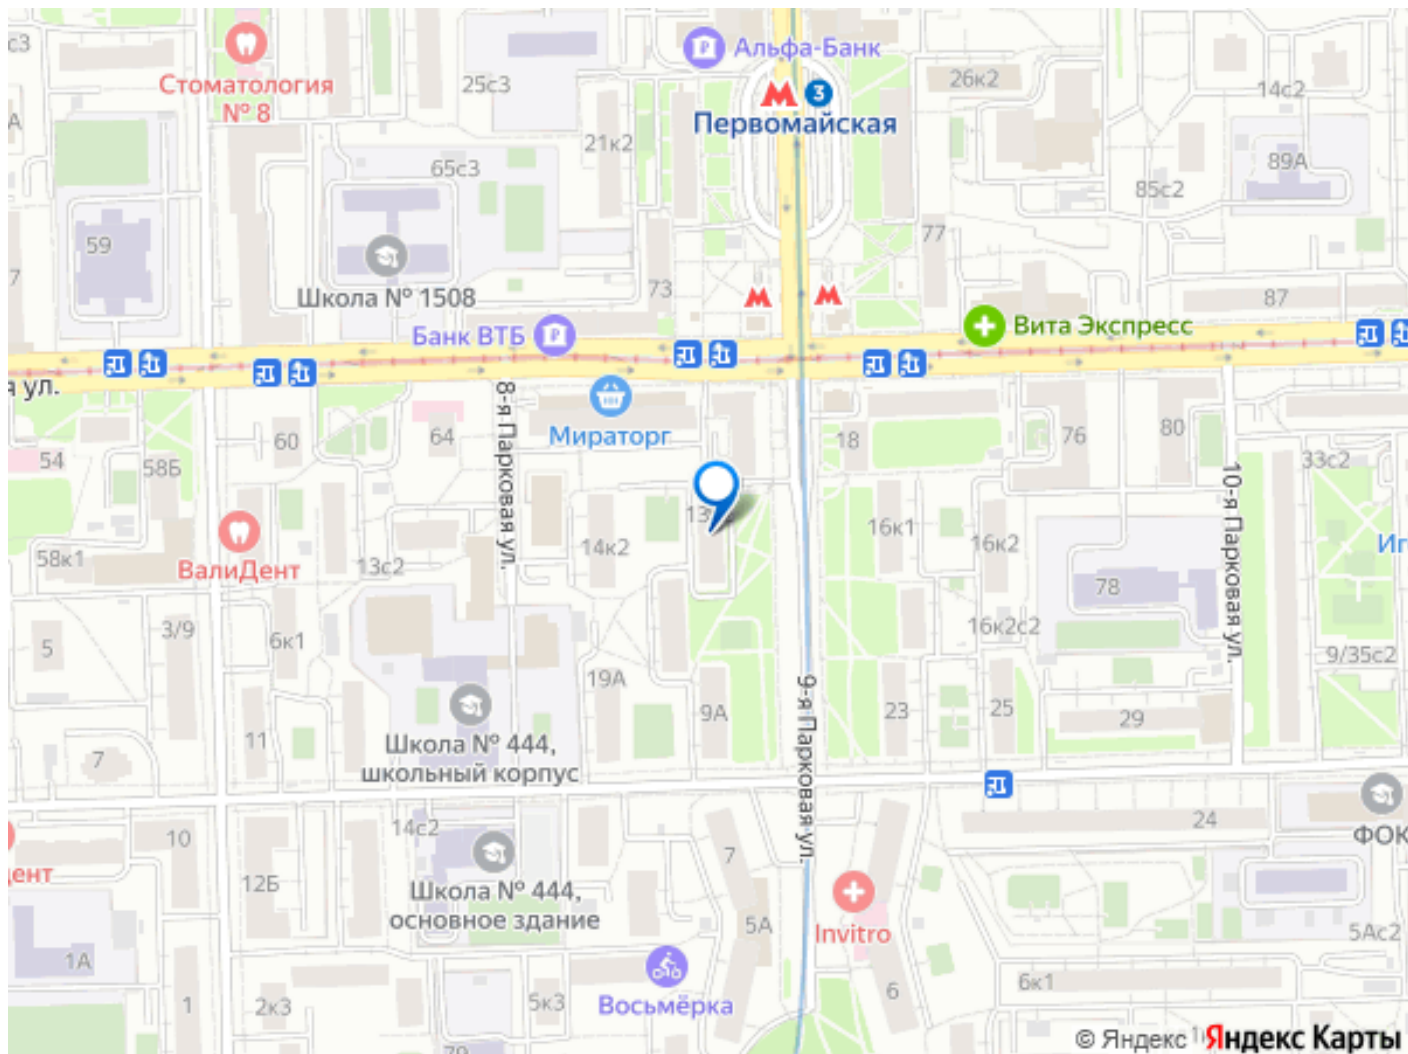 с3
Стоматология
№ 8
25с3
Альфа-Банк
3
Первомайская
26к2
14с2
А
21к2
65с3
89А
85с2
59
77
7
Школа № 1508
73
87
Банк ВТБ
Вита Экспресс
я ул.
8-я Парковая ул.
Мираторг
60
64
18
76
80
54
58Б
33с2
10-я Парковая ул.
16к1
16к2
14к2
58к1
ВалиДент
13с2
Иг
78
3/9
6к1
5
16к2с2
9/35с2
19А
9-я Парковая ул.
9А
23
25
29
11
7
Школа № 444,
школьный корпус
14с2
10
24
ФОК
7
дент
12Б
Школа № 444,
основное здание
5А
Invitro
5Ас2
1А
1
2к3
5к3
Восьмёрка
6
6к1
© Яндекс
Яндекс Карты